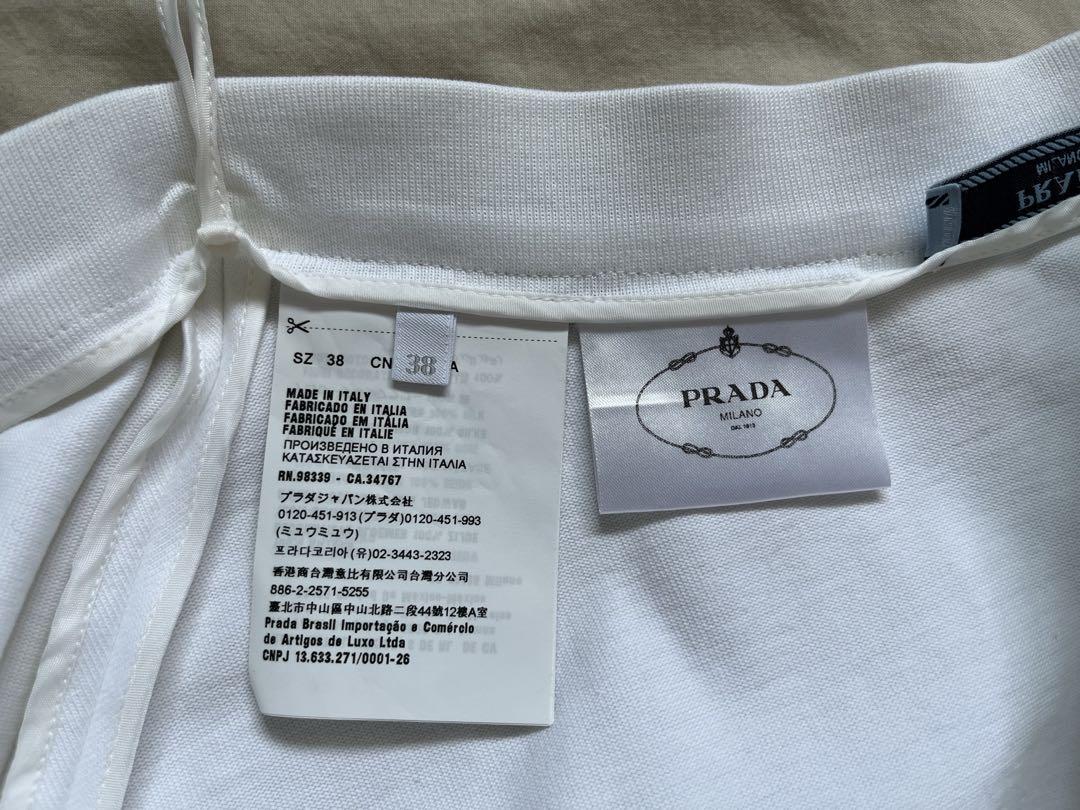 SZ 38 CN A
38
MADE IN ITALY
FABRICADO EN ITALIA
FABRICADO EM ITÁLIA
FABRIQUÉ EN ITALIE
ПРОИЗВЕДЕНО В ИТАЛИЯ
ΚΑΤΑΣΚΕΥΑΖΕΤΑΙ ΣΤΗΝ ΙΤΑΛΙΑ
RN.98339 - CA.34767
プラダジャパン株式会社
0120-451-913(プラダ)0120-451-993
(ミュウミュウ)
프라다코리아(유)02-3443-2323
香港商台灣意比有限公司台灣分公司
886-2-2571-5255
臺北市中山區中山北路二段44號12樓A室
Prada Brasil Importação e Comércio
de Artigos de Luxo Ltda
CNPJ 13.633.271/0001-26
PRADA
MILANO
DAL 1913